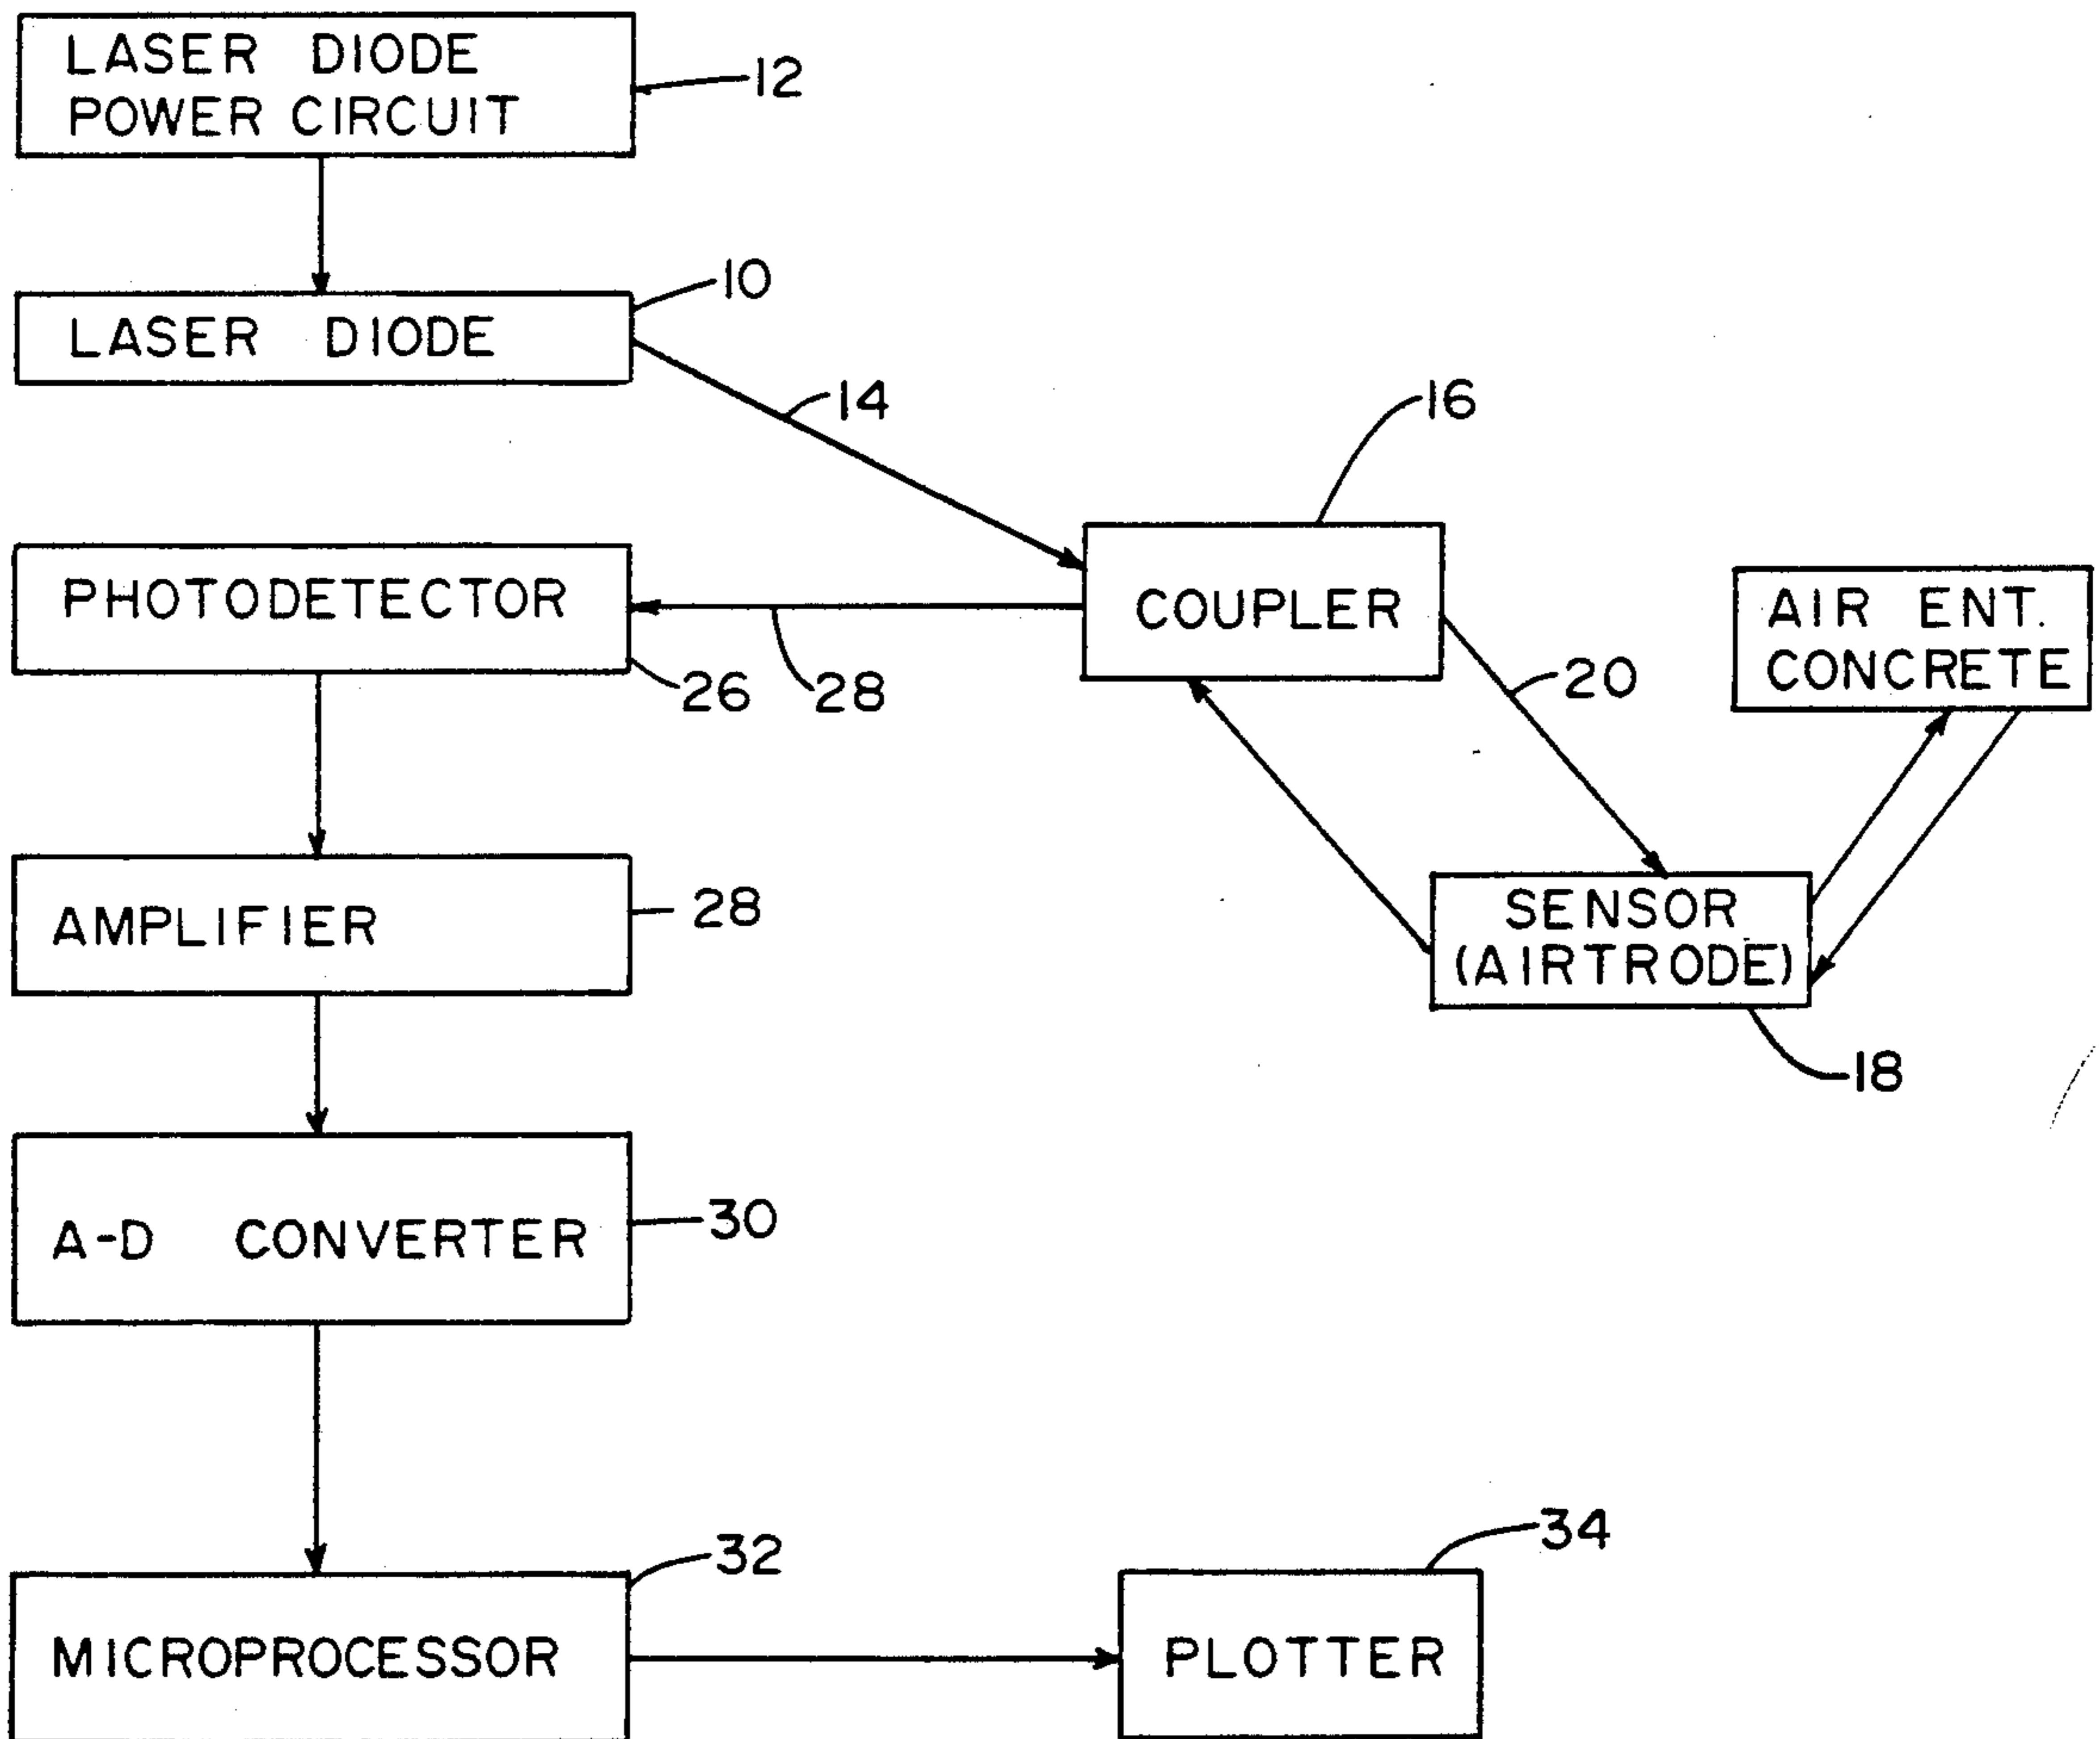 LASER DIODE
POWER CIRCUIT
12
LASER DIODE
10
14
16
PHOTODETECTOR
26
28
COUPLER
20
AIR ENT.
CONCRETE
AMPLIFIER
28
SENSOR
(AIRTRODE)
18
A-D CONVERTER
30
MICROPROCESSOR
32
PLOTTER
34